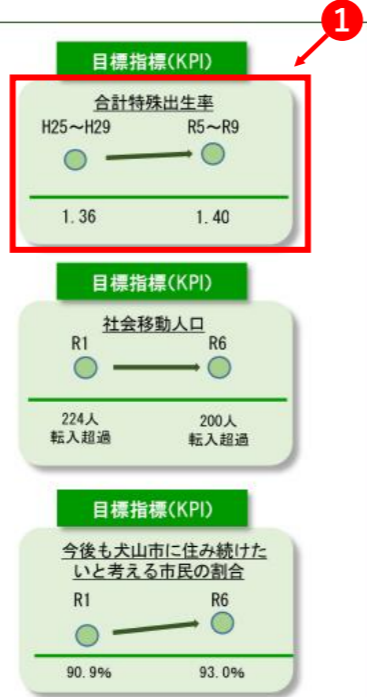 1
目標指標(KPI)
合計特殊出生率
H25～H29 R5～R9
1.36 1.40
目標指標(KPI)
社会移動人口
R1 R6
224人 200人
転入超過 転入超過
目標指標(KPI)
今後も犬山市に住み続けた
いと考える市民の割合
R1 R6
90.9% 93.0%